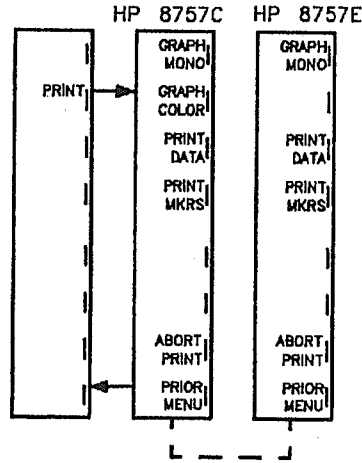 HP 8757C HP 8757E
PRINT
GRAPH
MONO
GRAPH
COLOR
PRINT
DATA
PRINT
MKRS
ABORT
PRINT
PRIOR
MENU
GRAPH
MONO
PRINT
DATA
PRINT
MKRS
ABORT
PRINT
PRIOR
MENU